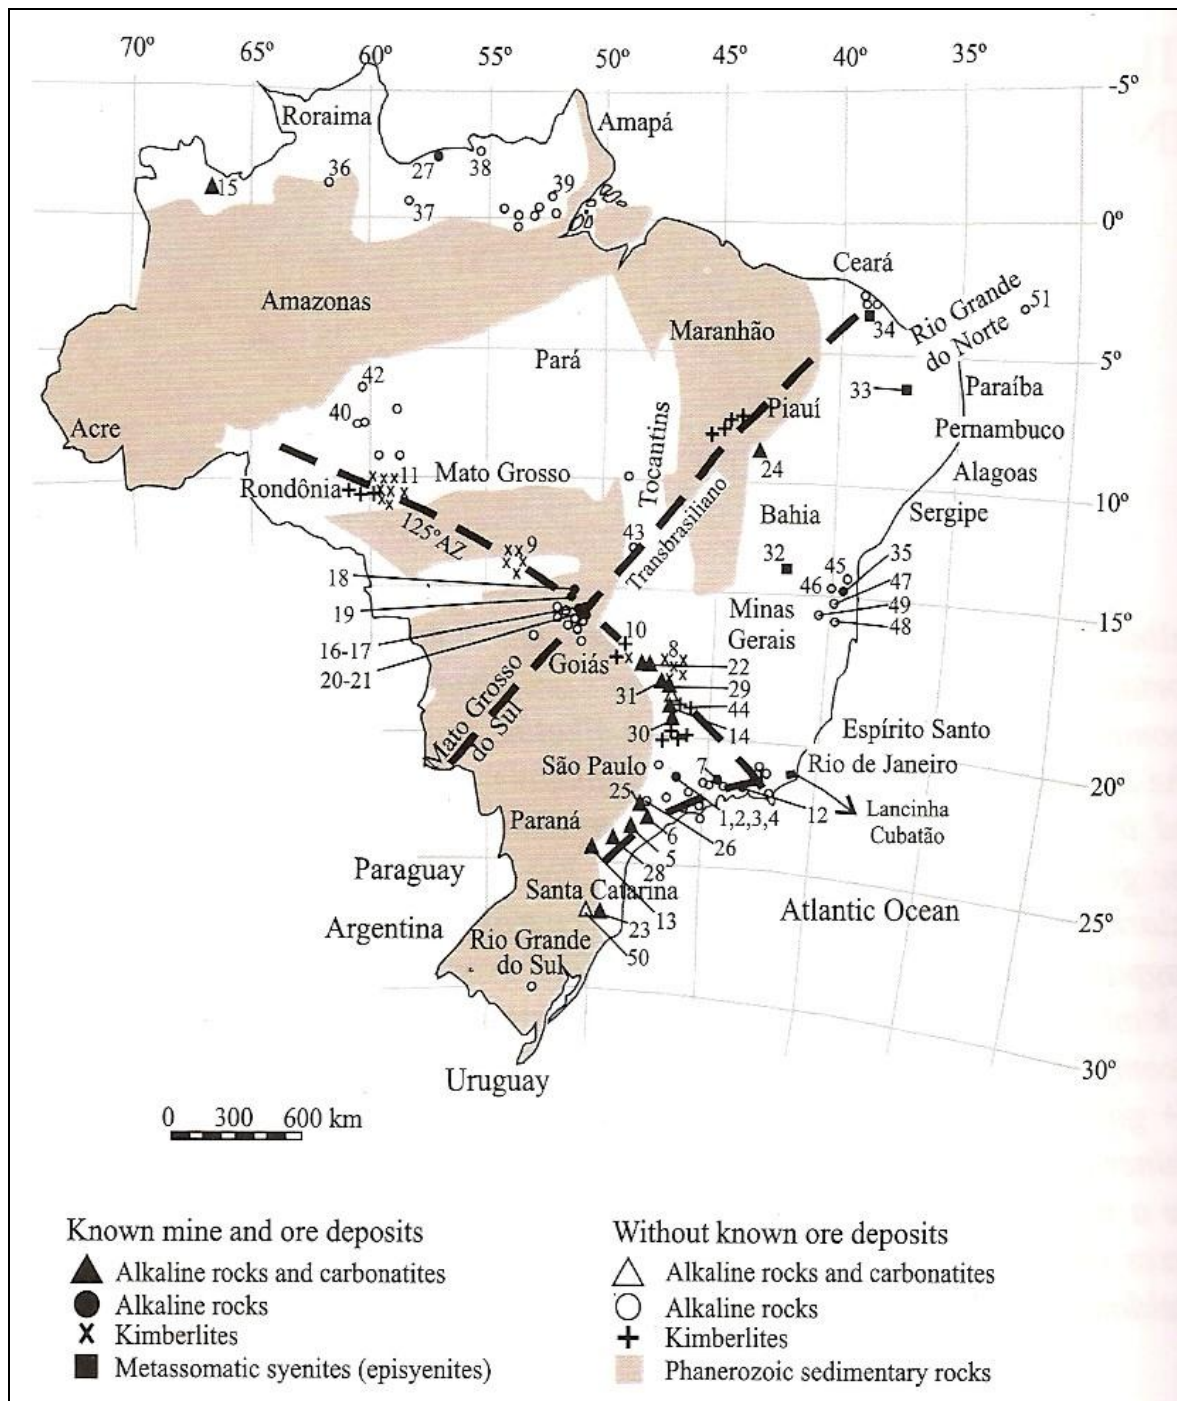 70º 65º 60º 55º 50º 45º 40º 35º
-5º
Roraima
Amapá
27
38
36
15
39
37
0º
Ceará
Amazonas
51
Rio Grande
do Norte
34
Maranhão
Pará
5º
42
33
Paraíba
40
Piauí
Acre
Pernambuco
24
Tocantins
Mato Grosso
11
Alagoas
Rondônia
10º
Bahia
Sergipe
125ºAZ
Transbrasiliano
43
9
32
45
35
18
46
47
19
Minas
Gerais
49
15º
48
16-17
10
8
Goiás
20-21
22
31
29
Mato Grosso
do Sul
44
30
14
Espírito Santo
São Paulo
7
Rio de Janeiro
20º
25
Lancinha
Cubatão
1,2,3,4
12
Paraná
6
26
5
Paraguay
28
Santa Catarina
13
Atlantic Ocean
25º
Argentina
23
Rio Grande
do Sul
50
30º
Uruguay
0 300 600 km
Known mine and ore deposits
Alkaline rocks and carbonatites
Alkaline rocks
Kimberlites
Metassomatic syenites (episyenites)
Without known ore deposits
Alkaline rocks and carbonatites
Alkaline rocks
Kimberlites
Phanerozoic sedimentary rocks